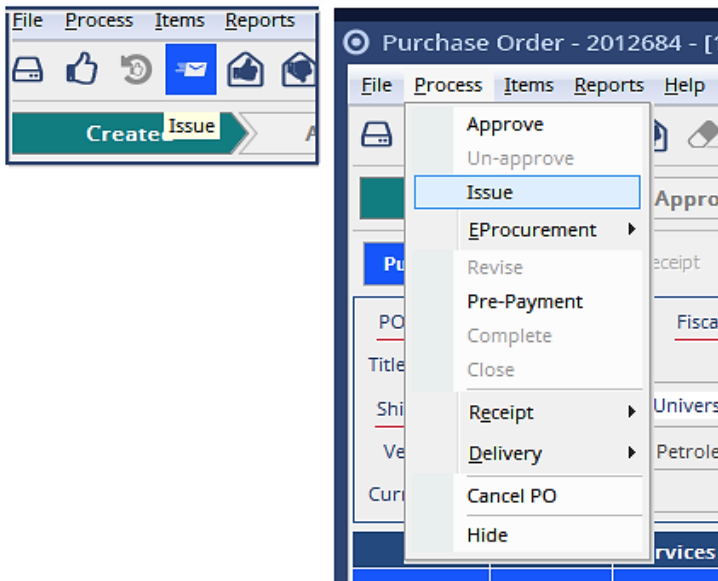 File Process Items Reports
Issue
Created
Purchase Order - 2012684 - [
File Process Items Reports Help
Approve
Un-approve
Issue
EProcurement
Revise
Pre-Payment
Complete
Close
Receipt
Delivery
Cancel PO
Hide
Appro
Pu
eceipt
PO
Fisca
Title
Shi
Univers
Ve
Petrole
Curr
rvices